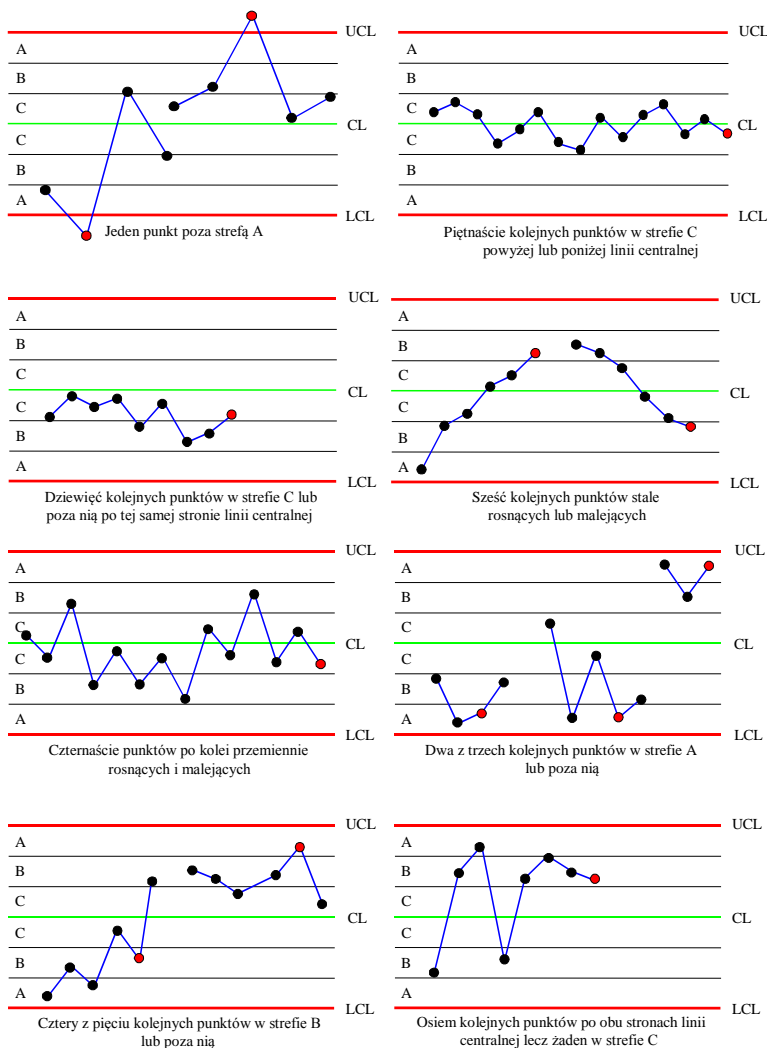 UCL
A
B
C
CL
C
B
A
LCL
Jeden punkt poza strefą A
UCL
A
B
C
CL
C
B
A
LCL
Piętnaście kolejnych punktów w strefie C
powyżej lub poniżej linii centralnej
UCL
A
B
C
CL
C
B
A
LCL
Dziewięć kolejnych punktów w strefie C lub
poza nią po tej samej stronie linii centralnej
UCL
A
B
C
CL
C
B
A
LCL
Sześć kolejnych punktów stale
rosnących lub malejących
UCL
A
B
C
CL
C
B
A
LCL
Czternaście punktów po kolei przemiennie
rosnących i malejących
UCL
A
B
C
CL
C
B
A
LCL
Dwa z trzech kolejnych punktów w strefie A
lub poza nią
UCL
A
B
C
CL
C
B
A
LCL
Cztery z pięciu kolejnych punktów w strefie B
lub poza nią
UCL
A
B
C
CL
C
B
A
LCL
Osiem kolejnych punktów po obu stronach linii
centralnej lecz żaden w strefie C